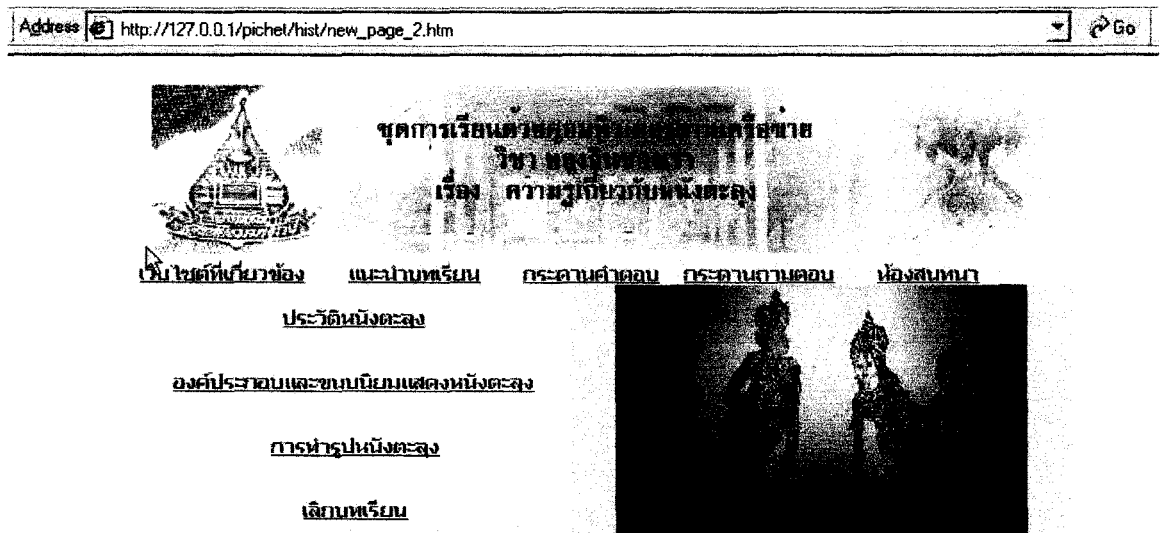 Address http://127.0.0.1/pichet/hist/new_page_2.htm Go
ชุดการเรียนด้วยคอมพิวเตอร์ผ่านเครือข่าย
วิชา
เรื่อง ความรู้เกี่ยวกับหนังตะลุง
เว็บไซต์ที่เกี่ยวข้อง แนะนำบทเรียน กระดานคำตอบ กระดานถามตอบ ห้องสนทนา
ประวัติหนังตะลุง
องค์ประกอบและขนบนิยมแสดงหนังตะลุง
การทำรูปหนังตะลุง
เลิกบทเรียน